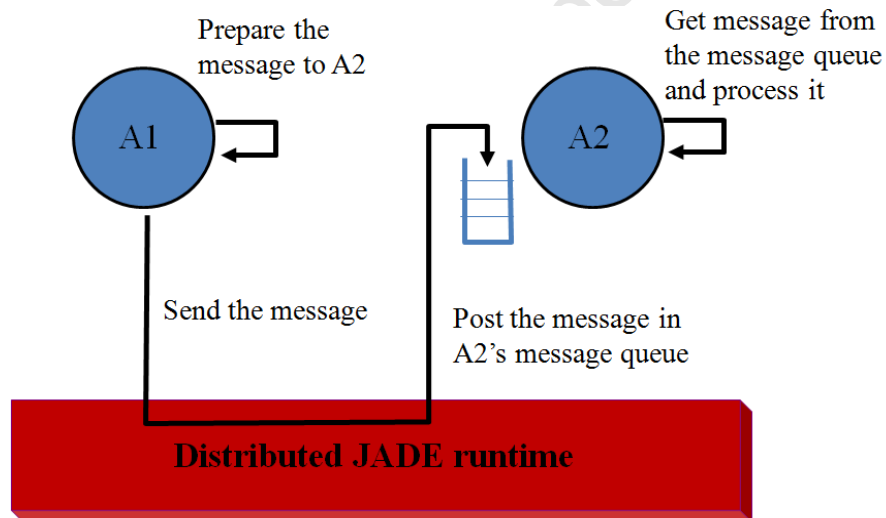 Prepare the
message to A2
Get message from
the message queue
and process it
A1
A2
Send the message
Post the message in
A2's message queue
Distributed JADE runtime